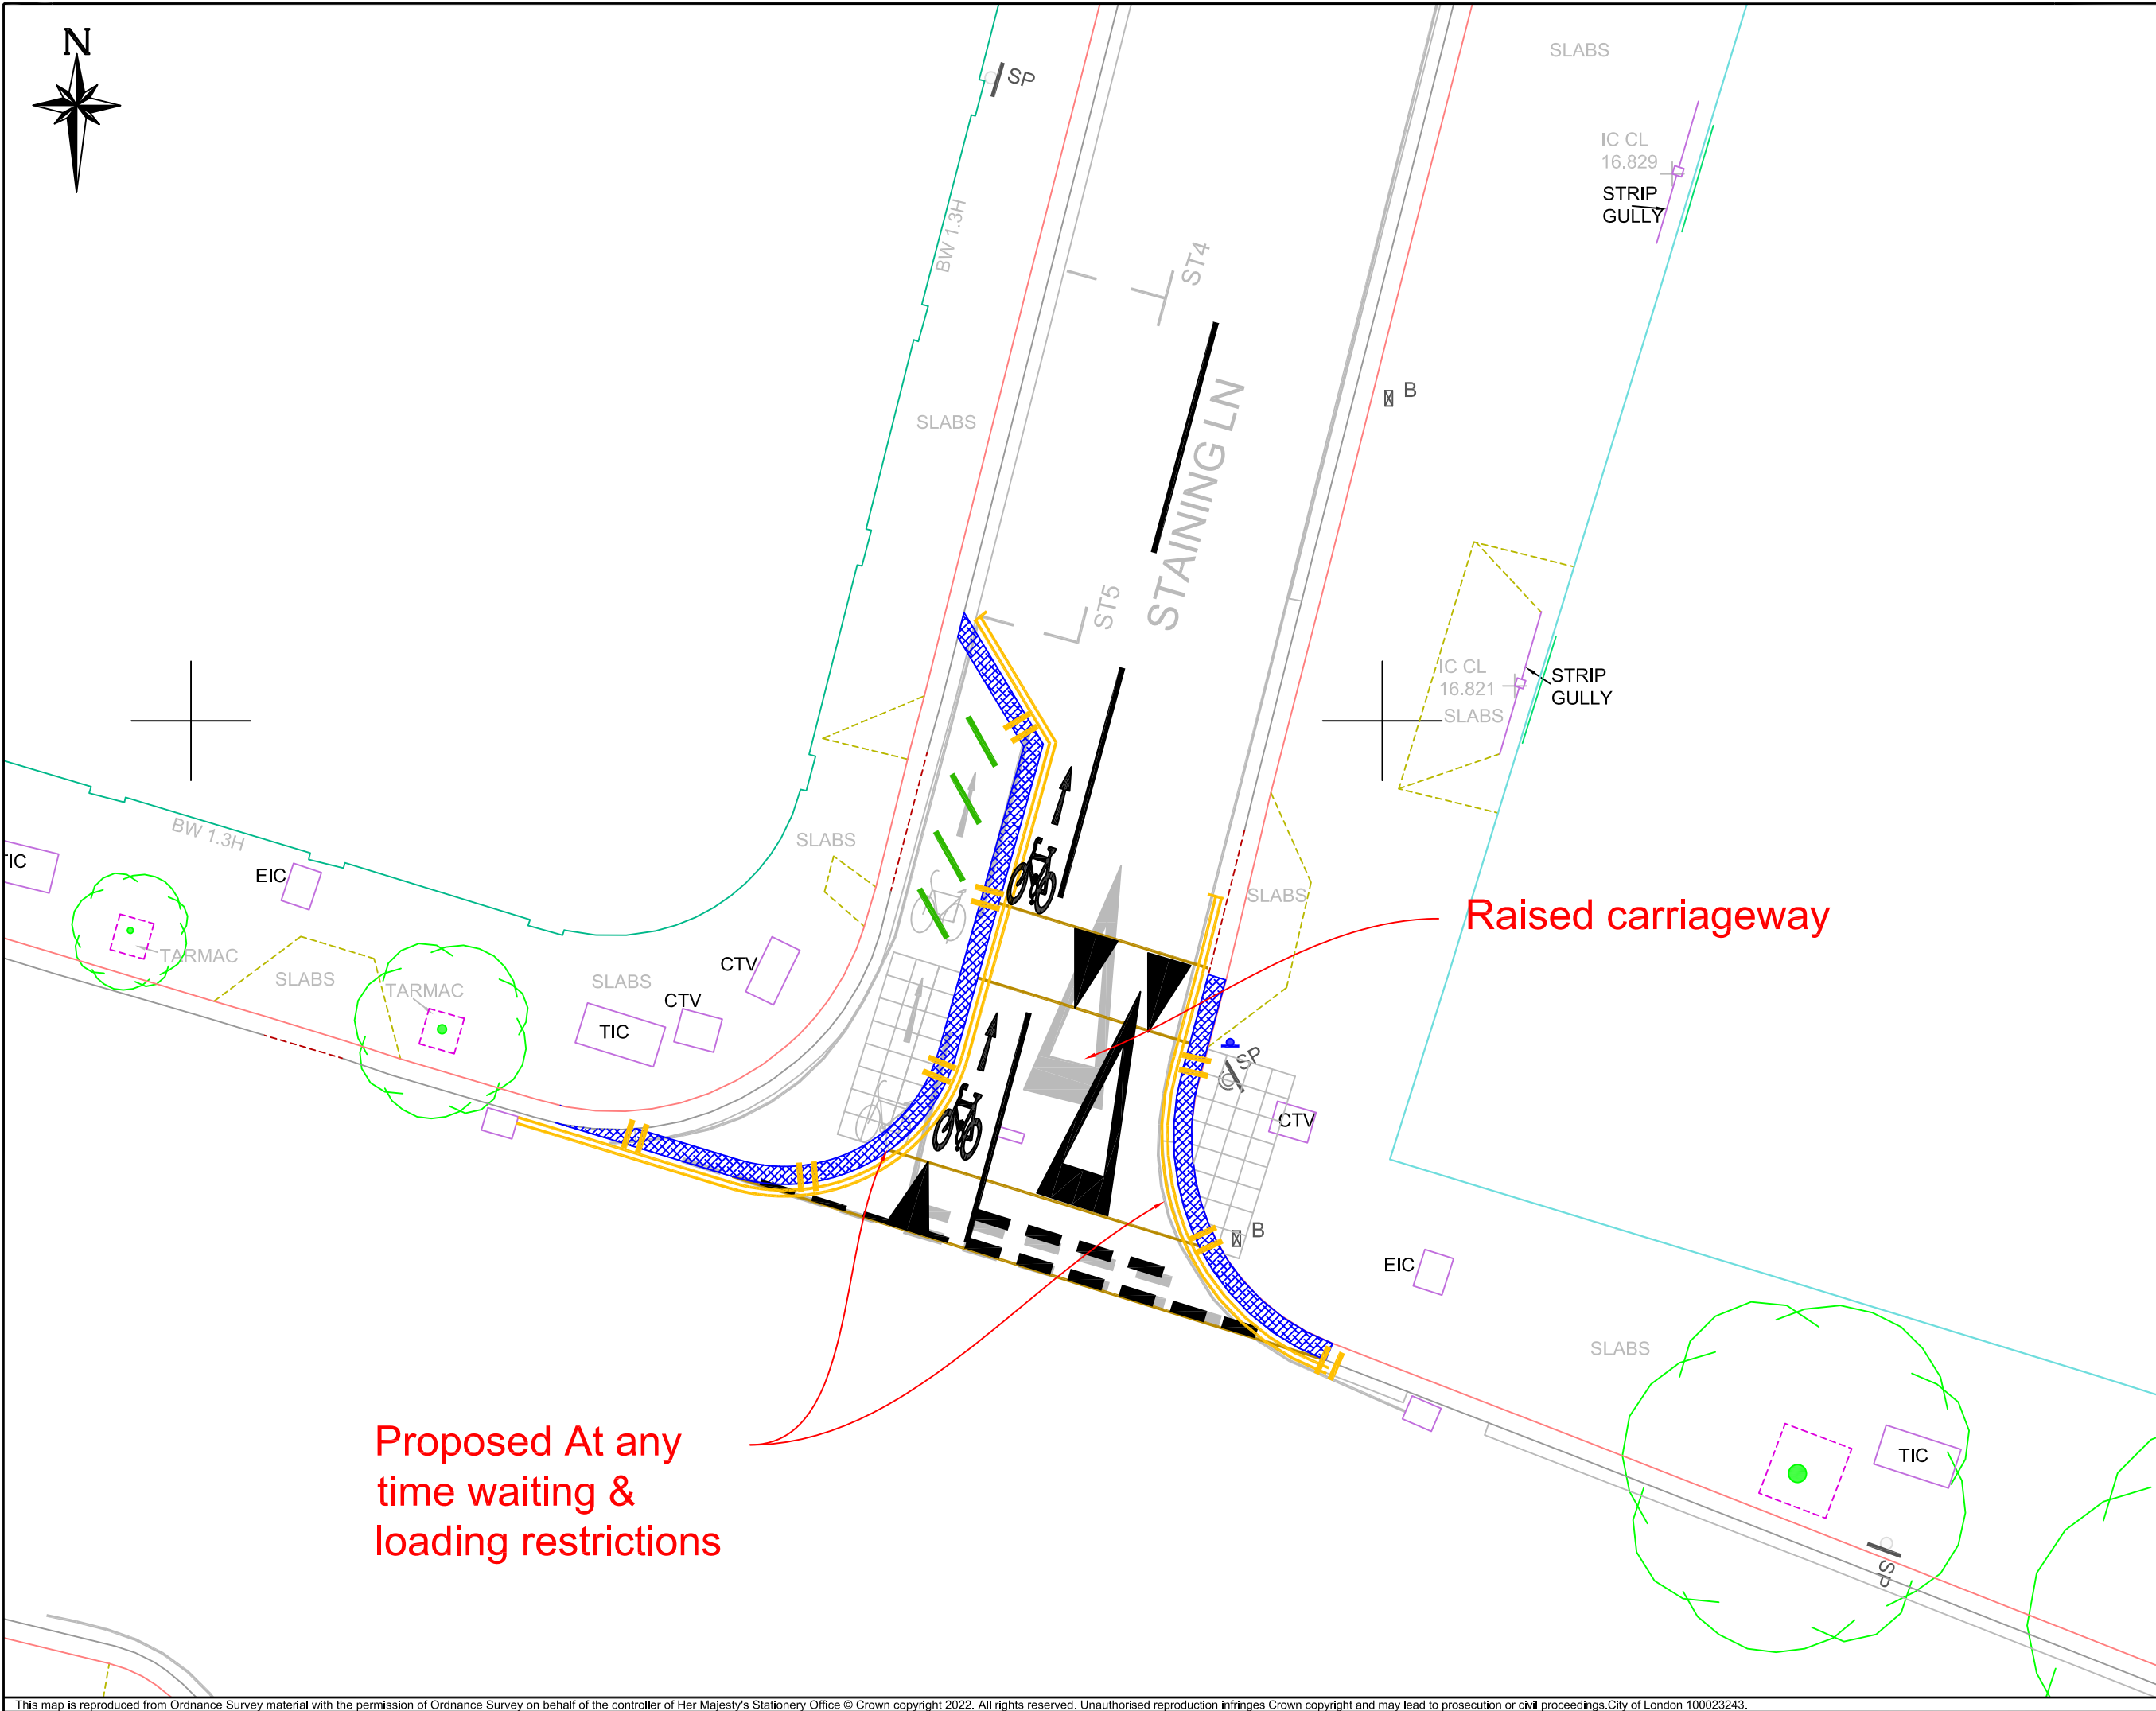 N
SP
SLABS
IC CL
16.829
STRIP
GULLY
BW 1.3H
ST4
B
SLABS
STAINING LN
ST5
IC CL
16.821
SLABS
STRIP
GULLY
BW 1.3H
TIC
EIC
SLABS
SLABS
Raised carriageway
TARMAC
SLABS
TARMAC
SLABS
CTV
CTV
TIC
SP
CTV
B
EIC
SLABS
TIC
SP
Proposed At any
time waiting &
loading restrictions
This map is reproduced from Ordnance Survey material with the permission of Ordnance Survey on behalf of the controller of Her Majesty's Stationery Office © Crown copyright 2022. All rights reserved. Unauthorised reproduction infringes Crown copyright and may lead to prosecution or civil proceedings.City of London 100023243.